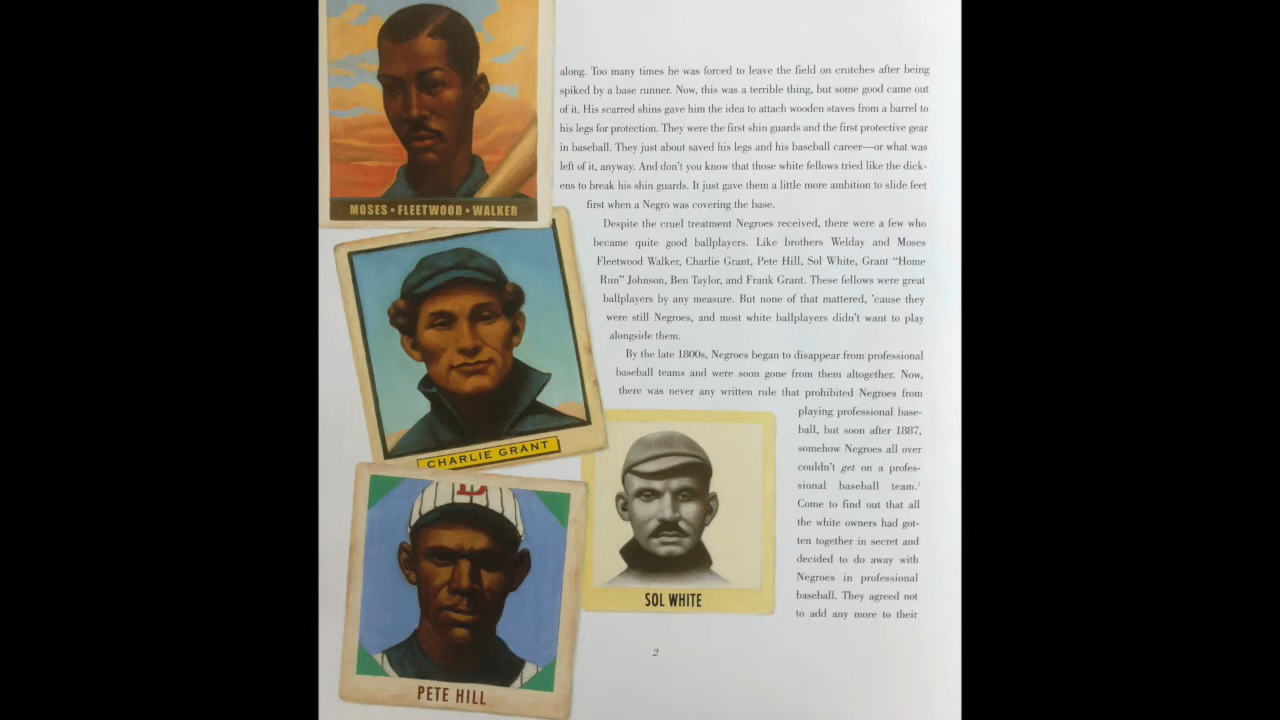 along. Too many times he was forced to leave the field on crutches after being
spiked by a base runner. Now, this was a terrible thing, but some good came out
of it. His scarred shins gave him the idea to attach wooden staves from a barrel to
his legs for protection. They were the first shin guards and the first protective gear
in baseball. They just about saved his legs and his baseball career—or what was
left of it, anyway. And don't you know that those white fellows tried like the dick-
ens to break his shin guards. It just gave them a little more ambition to slide feet
first when a Negro was covering the base.
Despite the cruel treatment Negroes received, there were a few who
became quite good ballplayers. Like brothers Welday and Moses
Fleetwood Walker, Charlie Grant, Pete Hill, Sol White, Grant “Home
Run” Johnson, Ben Taylor, and Frank Grant. These fellows were great
ballplayers by any measure. But none of that mattered, ’cause they
were still Negroes, and most white ballplayers didn't want to play
alongside them.
By the late 1800s, Negroes began to disappear from professional
baseball teams and were soon gone from them altogether. Now,
there was never any written rule that prohibited Negroes from
playing professional base-
ball, but soon after 1887,
somehow Negroes all over
couldn't get on a profes-
sional baseball team.¹
Come to find out that all
the white owners had got-
ten together in secret and
decided to do away with
Negroes in professional
baseball. They agreed not
to add any more to their
MOSES • FLEETWOOD • WALKER
CHARLIE GRANT
SOL WHITE
PETE HILL
2